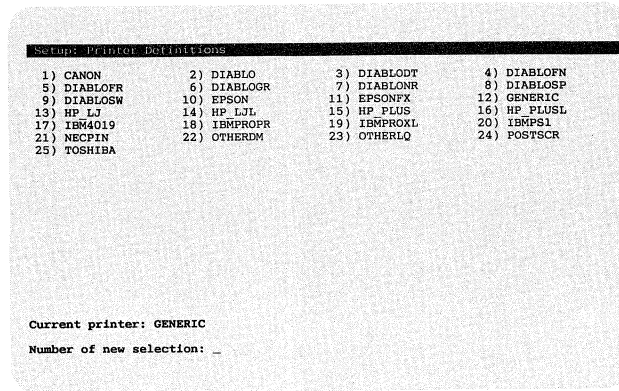 Setup: Printer Definitions
1) CANON 2) DIABLO 3) DIABLODT 4) DIABLOFN
5) DIABLOFR 6) DIABLOGR 7) DIABLONR 8) DIABLOSP
9) DIABLOSW 10) EPSON 11) EPSONFX 12) GENERIC
13) HP_LJ 14) HP_LJL 15) HP_PLUS 16) HP_PLUSL
17) IBM4019 18) IBMPROPR 19) IBMPROXL 20) IBMPS1
21) NECPIN 22) OTHERDM 23) OTHERLQ 24) POSTSCR
25) TOSHIBA
Current printer: GENERIC
Number of new selection: _